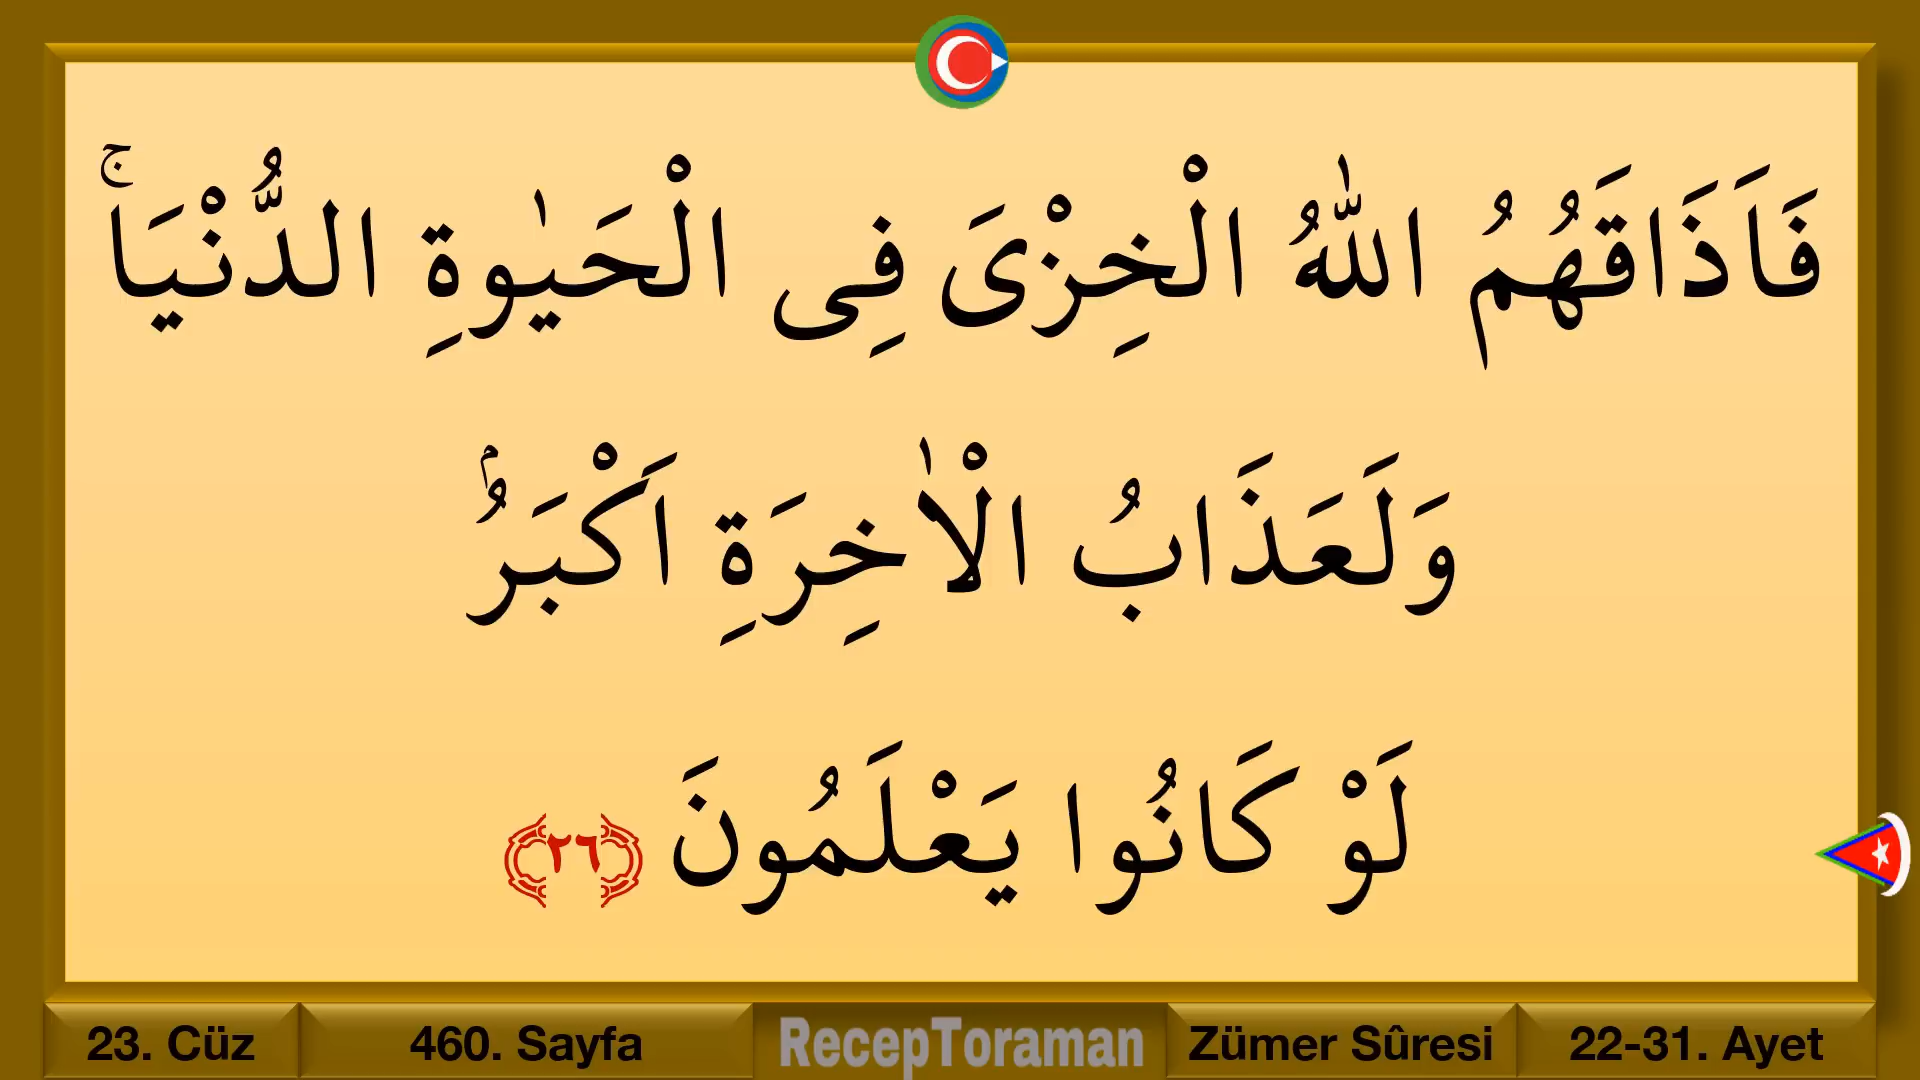 فَاَذَاقَهُمُ اللّٰهُ الْخِزْىَ فِى الْحَيٰوةِ الدُّنْيَاۚ
وَلَعَذَابُ الْاٰخِرَةِ اَكْبَرُۢ
لَوْ كَانُوا يَعْلَمُونَ ﴿٢٦﴾
23. Cüz
460. Sayfa
RecepToraman
Zümer Sûresi
22-31. Ayet